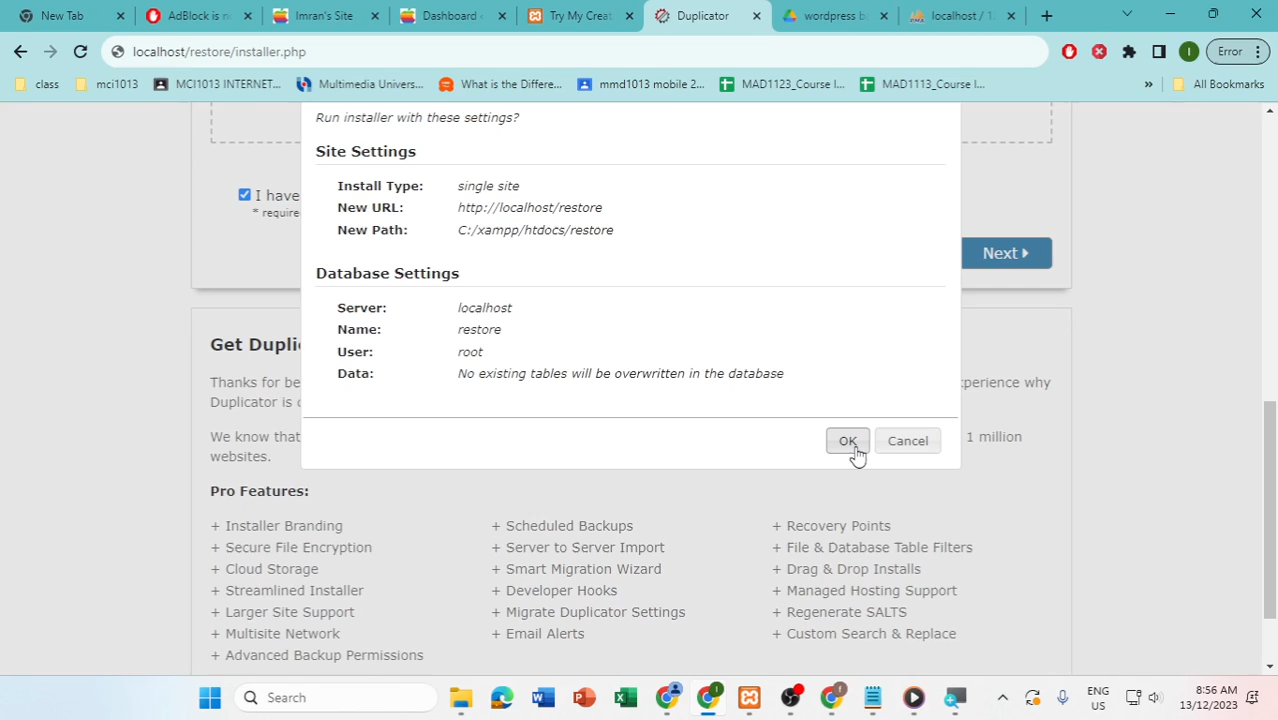 New Tab
AdBlock is n
Imran's Site
Dashboard
Try My Creat
Duplicator
wordpress b
localhost / 1
localhost/restore/installer.php
I
Error
class
mci1013
MCI1013 INTERNET...
Multimedia Univers...
What is the Differe...
mmd1013 mobile 2...
MAD1123_Course I...
MAD1113_Course I...
»
All Bookmarks
Run installer with these settings?
Site Settings
Install Type: single site
New URL: http://localhost/restore
New Path: C:/xampp/htdocs/restore
I have
* require
Next
Database Settings
Server: localhost
Name: restore
User: root
Data: No existing tables will be overwritten in the database
OK
Cancel
Get Dupli
Thanks for be
xperience why
Duplicator is
We know that
1 million
websites.
Pro Features:
+ Installer Branding
+ Scheduled Backups
+ Recovery Points
+ Secure File Encryption
+ Server to Server Import
+ File & Database Table Filters
+ Cloud Storage
+ Smart Migration Wizard
+ Drag & Drop Installs
+ Streamlined Installer
+ Developer Hooks
+ Managed Hosting Support
+ Larger Site Support
+ Migrate Duplicator Settings
+ Regenerate SALTS
+ Multisite Network
+ Email Alerts
+ Custom Search & Replace
+ Advanced Backup Permissions
Search
ENG
US
8:56 AM
13/12/2023